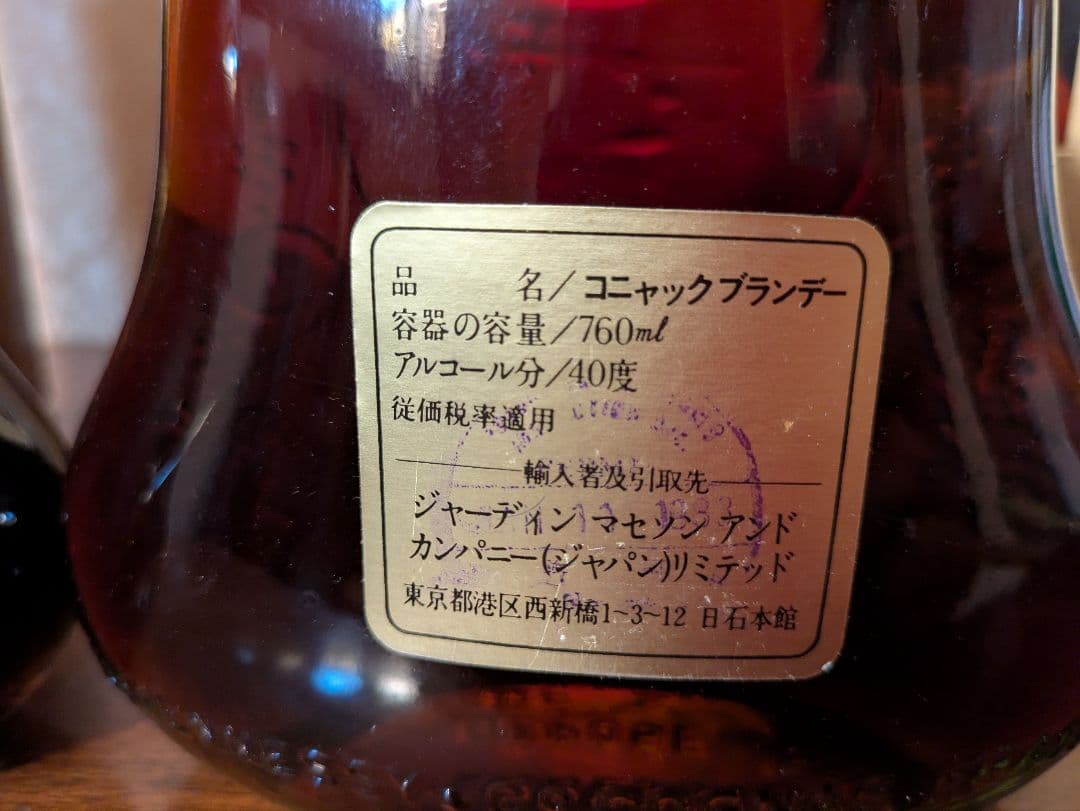 品　　　名/コニャックブランデー
容器の容量/760ml
アルコール分/40度
従価税率適用
輸入者及引取先
ジャーディン マセソン アンド
カンパニー(ジャパン)リミテッド
東京都港区西新橋1~3~12 日石本館